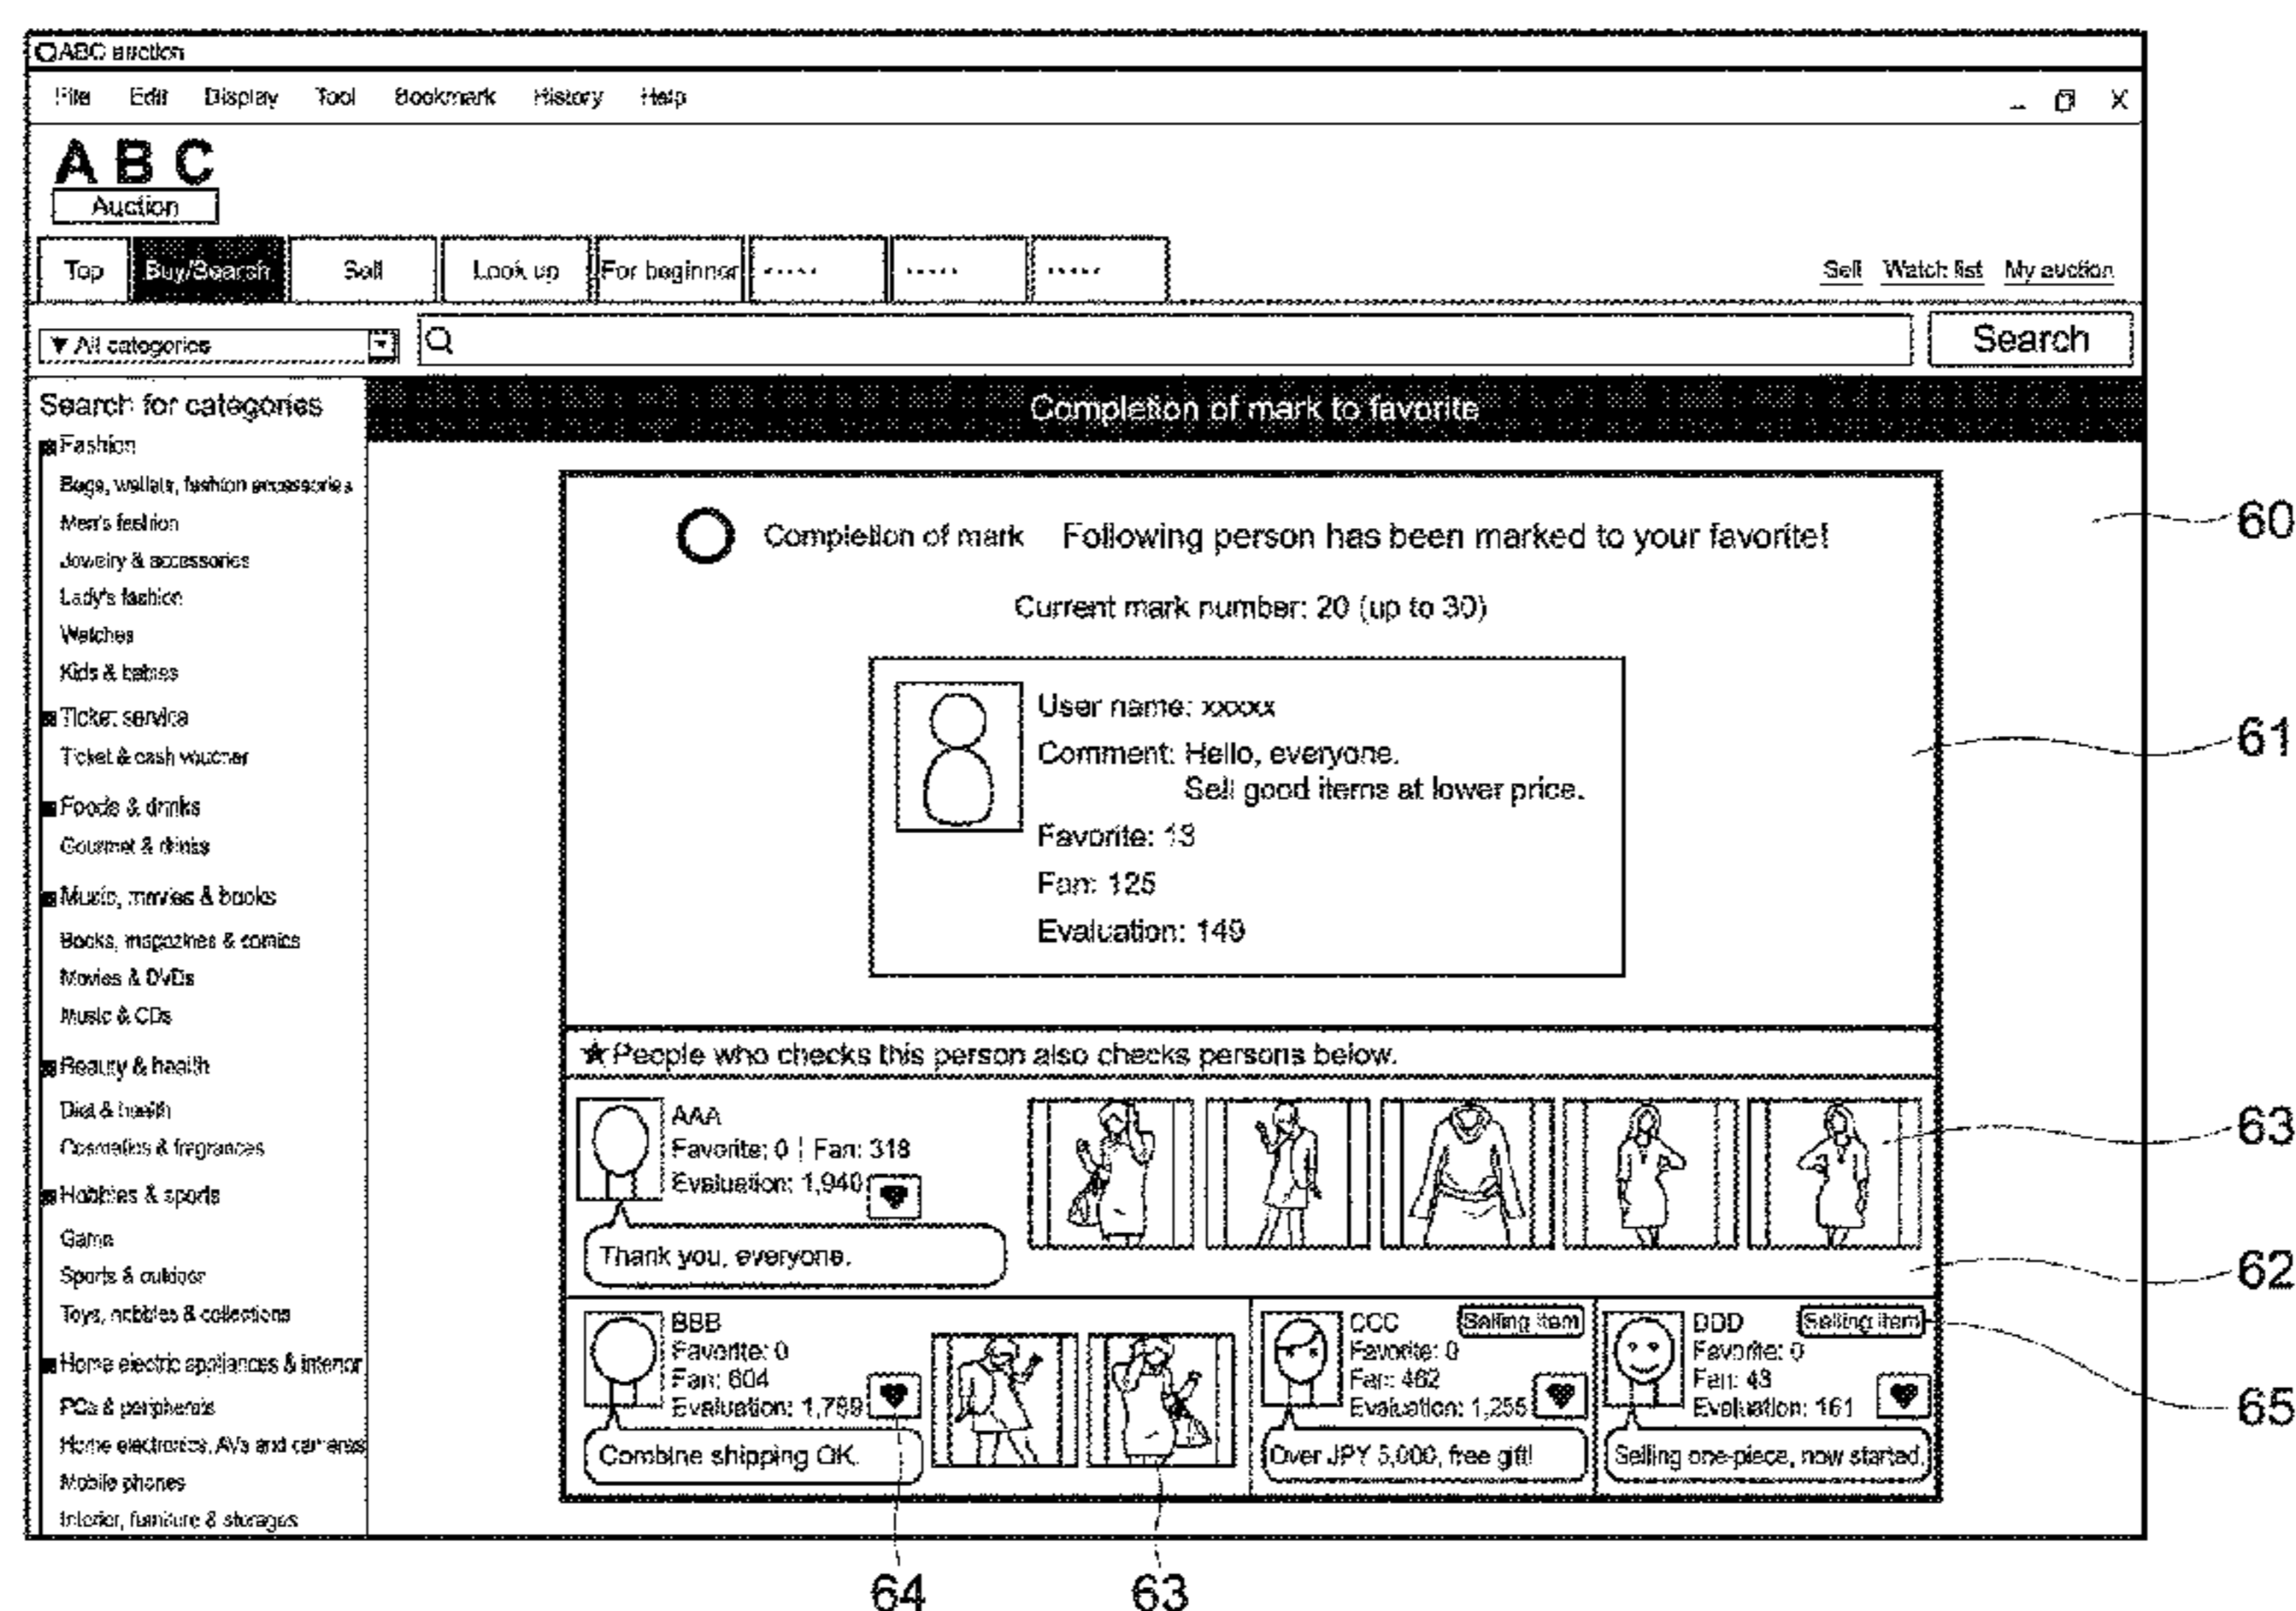 ABC auction
File Edit Display Tool Bookmark History Help
A B C
Auction
Top Buy/Search Sell Look up For beginner ••••• ••••• •••••
Sell Watch list My auction
▼ All categories
Search
Search for categories
Fashion
Bags, wallets, fashion accessories
Men's fashion
Jewelry & accessories
Lady's fashion
Watches
Kids & babies
Ticket service
Ticket & cash voucher
Foods & drinks
Gourmet & drinks
Music, movies & books
Books, magazines & comics
Movies & DVDs
Music & CDs
Beauty & health
Diet & health
Cosmetics & fragrances
Hobbies & sports
Game
Sports & outdoor
Toys, hobbies & collections
Home electric appliances & interior
PCs & peripherals
Home electronics, AVs and cameras
Mobile phones
Interior, furniture & storages
Completion of mark to favorite
Completion of mark Following person has been marked to your favorite!
Current mark number: 20 (up to 30)
User name: xxxxx
Comment: Hello, everyone.
Sell good items at lower price.
Favorite: 13
Fan: 125
Evaluation: 149
★People who checks this person also checks persons below.
AAA
Favorite: 0 | Fan: 318
Evaluation: 1,940
Thank you, everyone.
BBB
Favorite: 0
Fan: 604
Evaluation: 1,789
Combine shipping OK.
CCC
Selling item
Favorite: 0
Fan: 462
Evaluation: 1,255
Over JPY 5,000, free gift!
DDD
Selling item
Favorite: 0
Fan: 43
Evaluation: 161
Selling one-piece, now started.
60
61
63
62
65
64
63